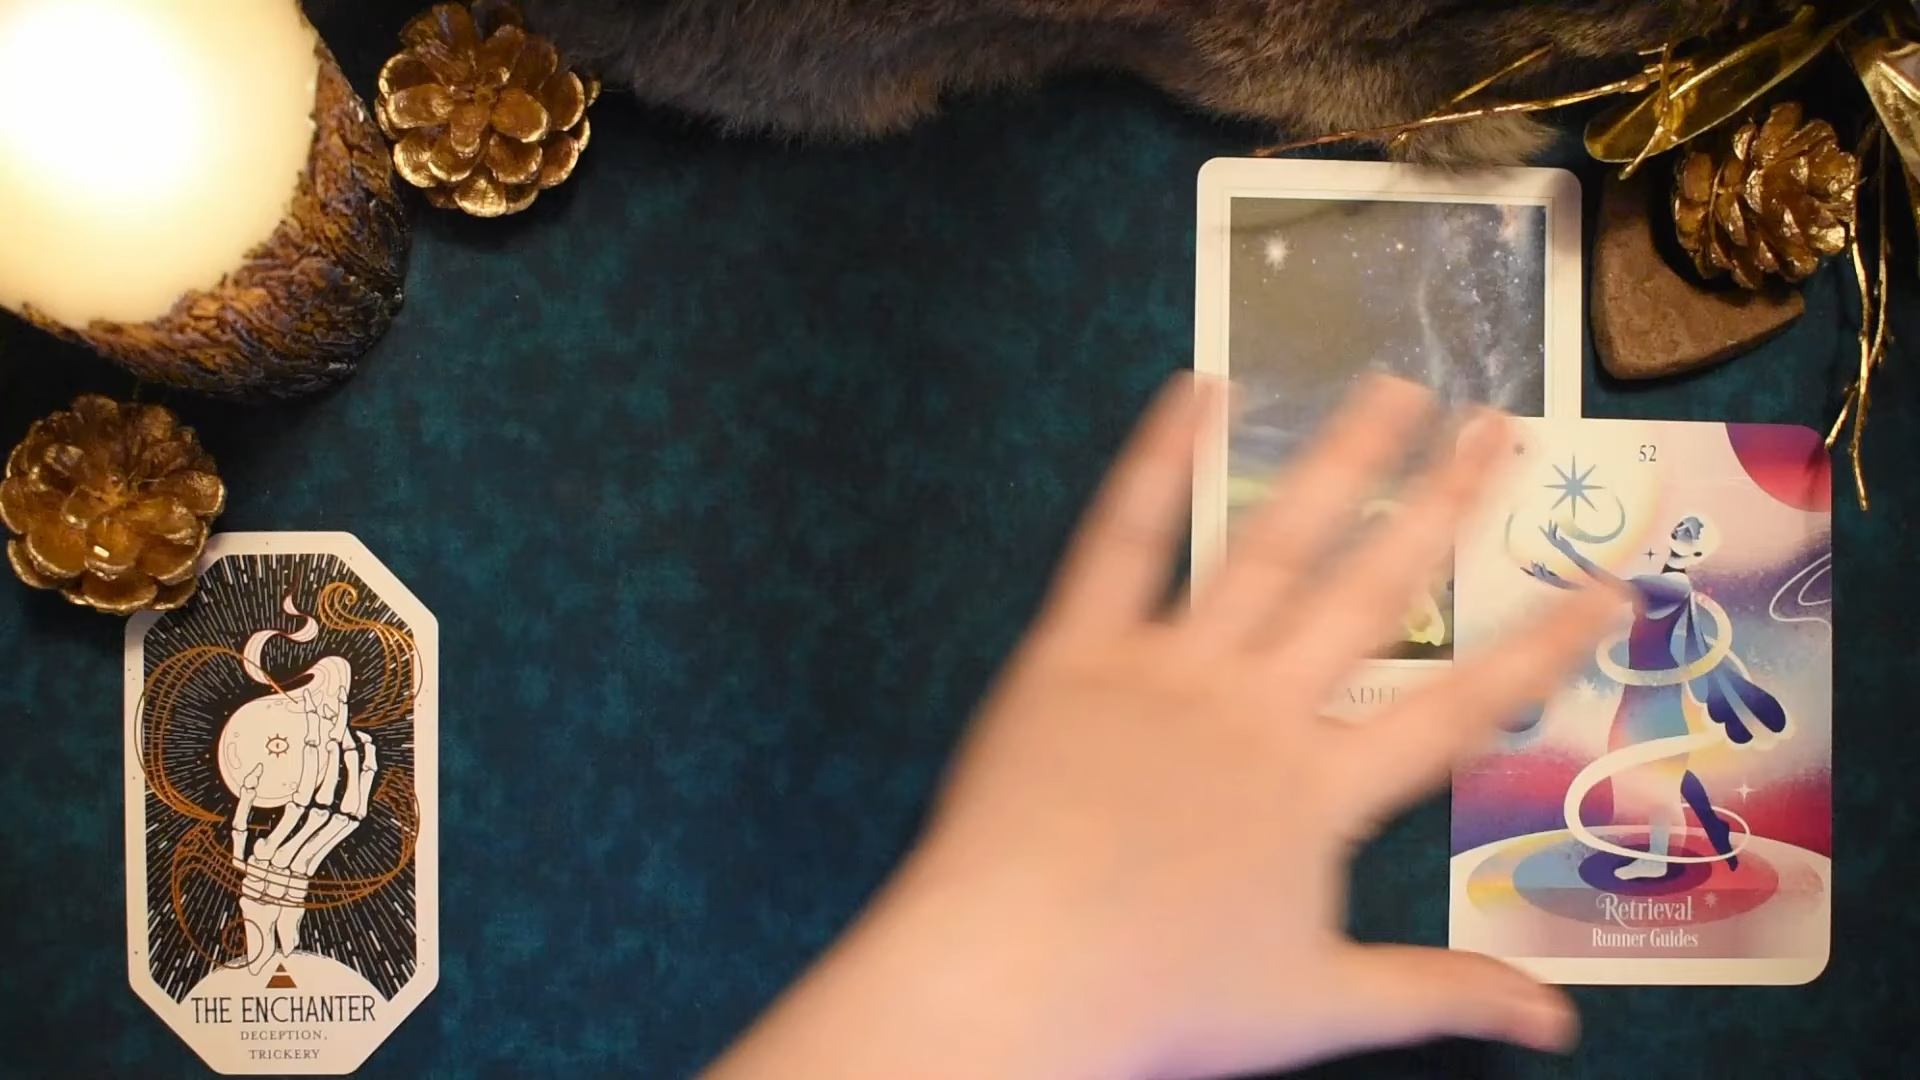 THE ENCHANTER
DECEPTION,
TRICKERY
52
Retrieval
Runner Guides